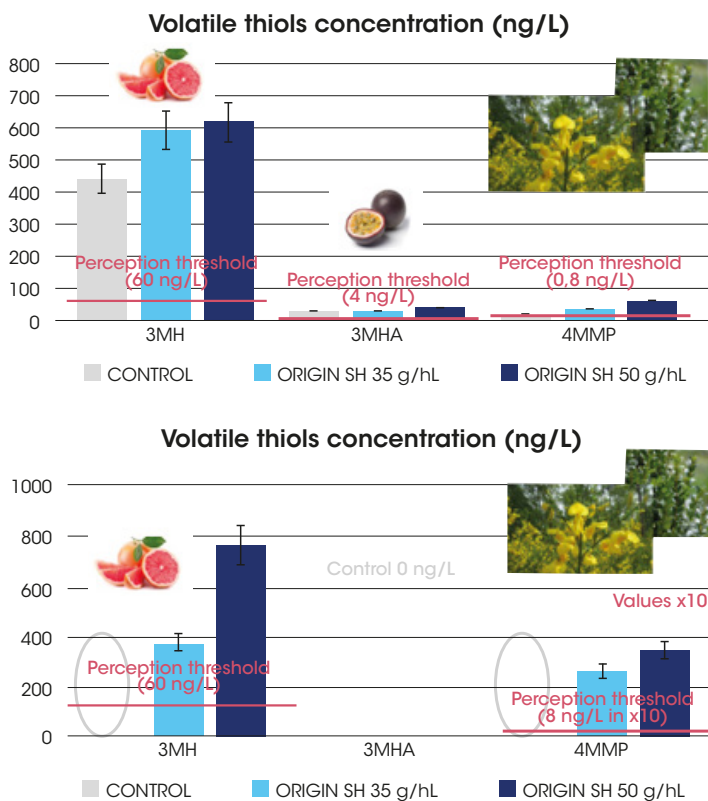 Volatile thiols concentration (ng/L)
800
700
600
500
400
300
200
100
0
Perception threshold
(60 ng/L)
Perception threshold
(4 ng/L)
Perception threshold
(0,8 ng/L)
3MH
3MHA
4MMP
CONTROL
ORIGIN SH 35 g/hL
ORIGIN SH 50 g/hL
Volatile thiols concentration (ng/L)
1000
800
600
400
200
0
Control 0 ng/L
Values x10
Perception threshold
(60 ng/L)
Perception threshold
(8 ng/L in x10)
3MH
3MHA
4MMP
CONTROL
ORIGIN SH 35 g/hL
ORIGIN SH 50 g/hL